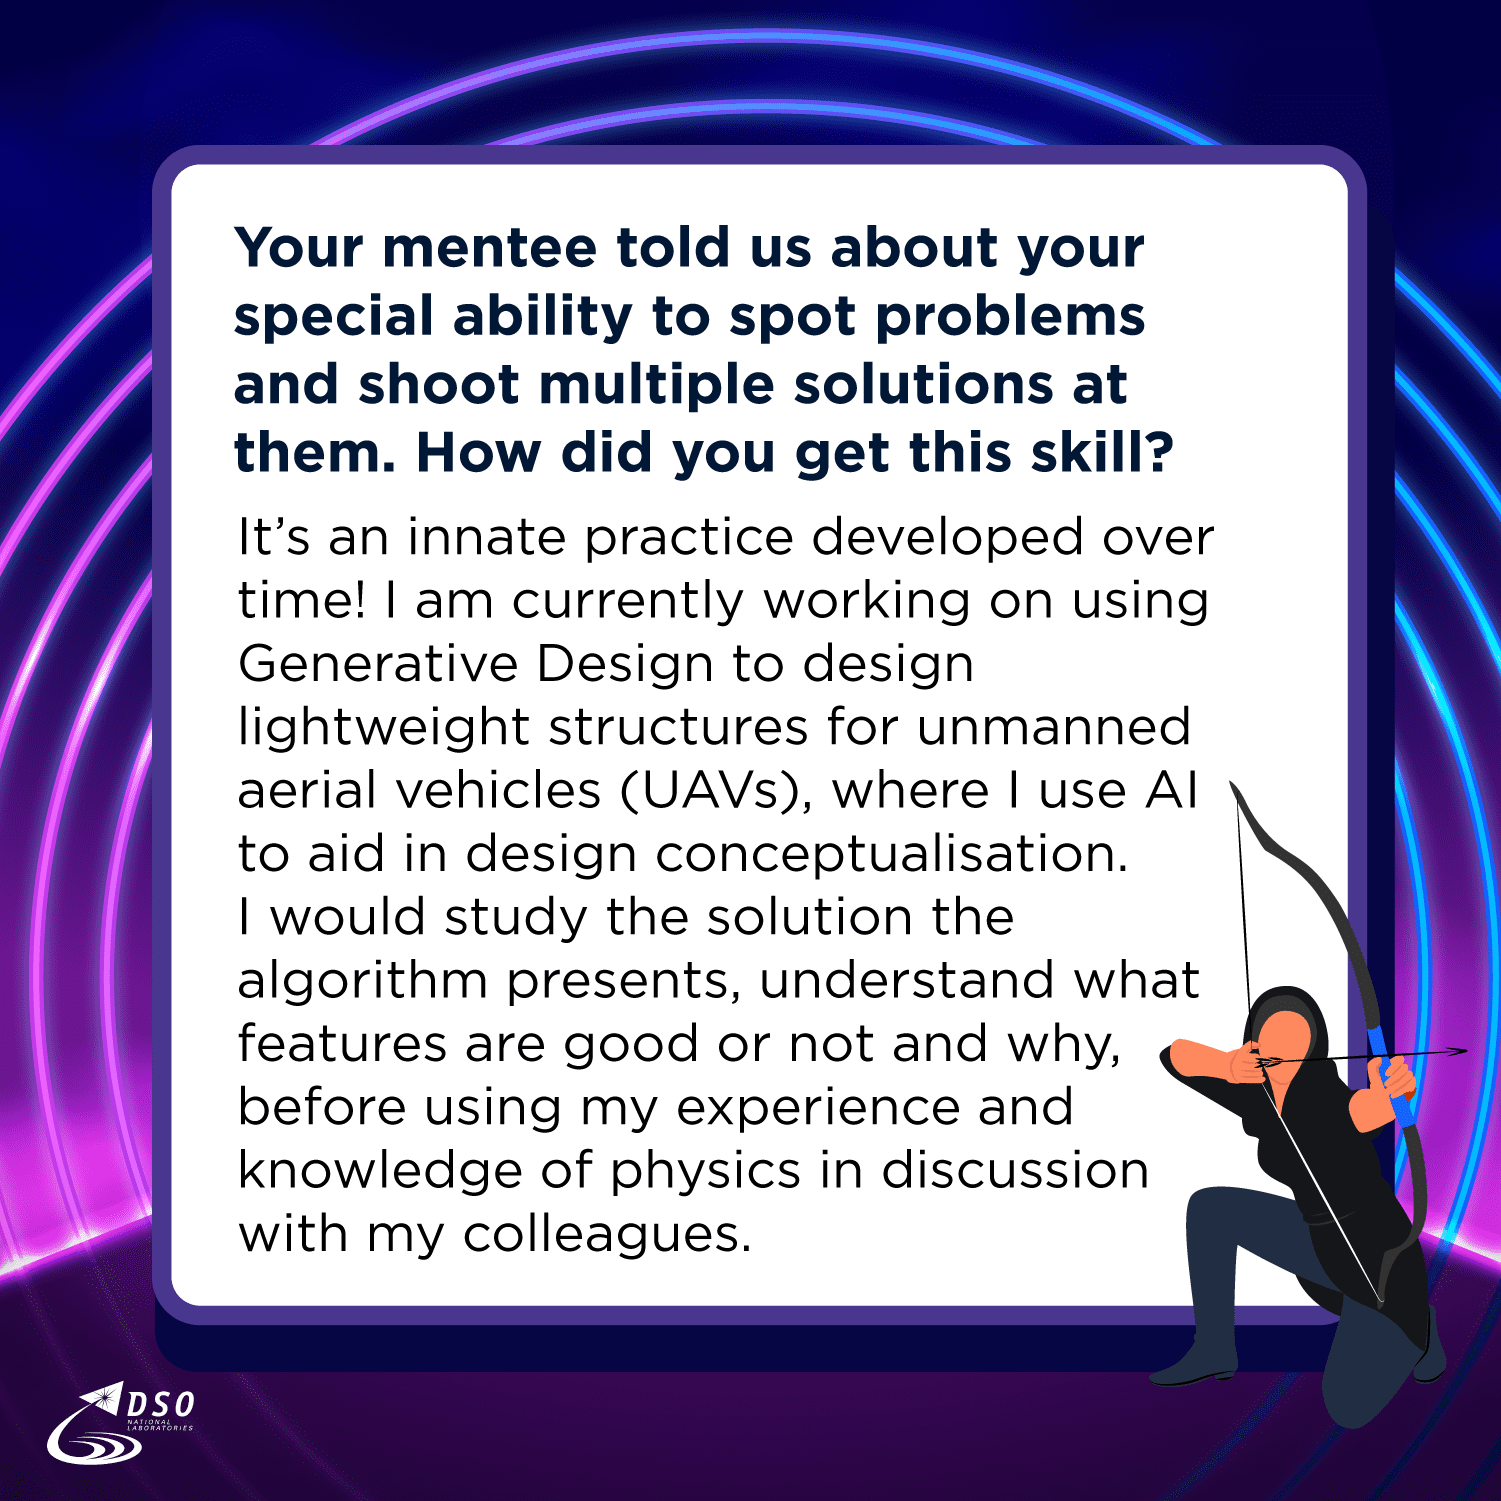 Your mentee told us about your
special ability to spot problems
and shoot multiple solutions at
them. How did you get this skill?
It’s an innate practice developed over
time! I am currently working on using
Generative Design to design
lightweight structures for unmanned
aerial vehicles (UAVs), where I use AI
to aid in design conceptualisation.
I would study the solution the
algorithm presents, understand what
features are good or not and why,
before using my experience and
knowledge of physics in discussion
with my colleagues.
DSO
NATIONAL
LABORATORIES